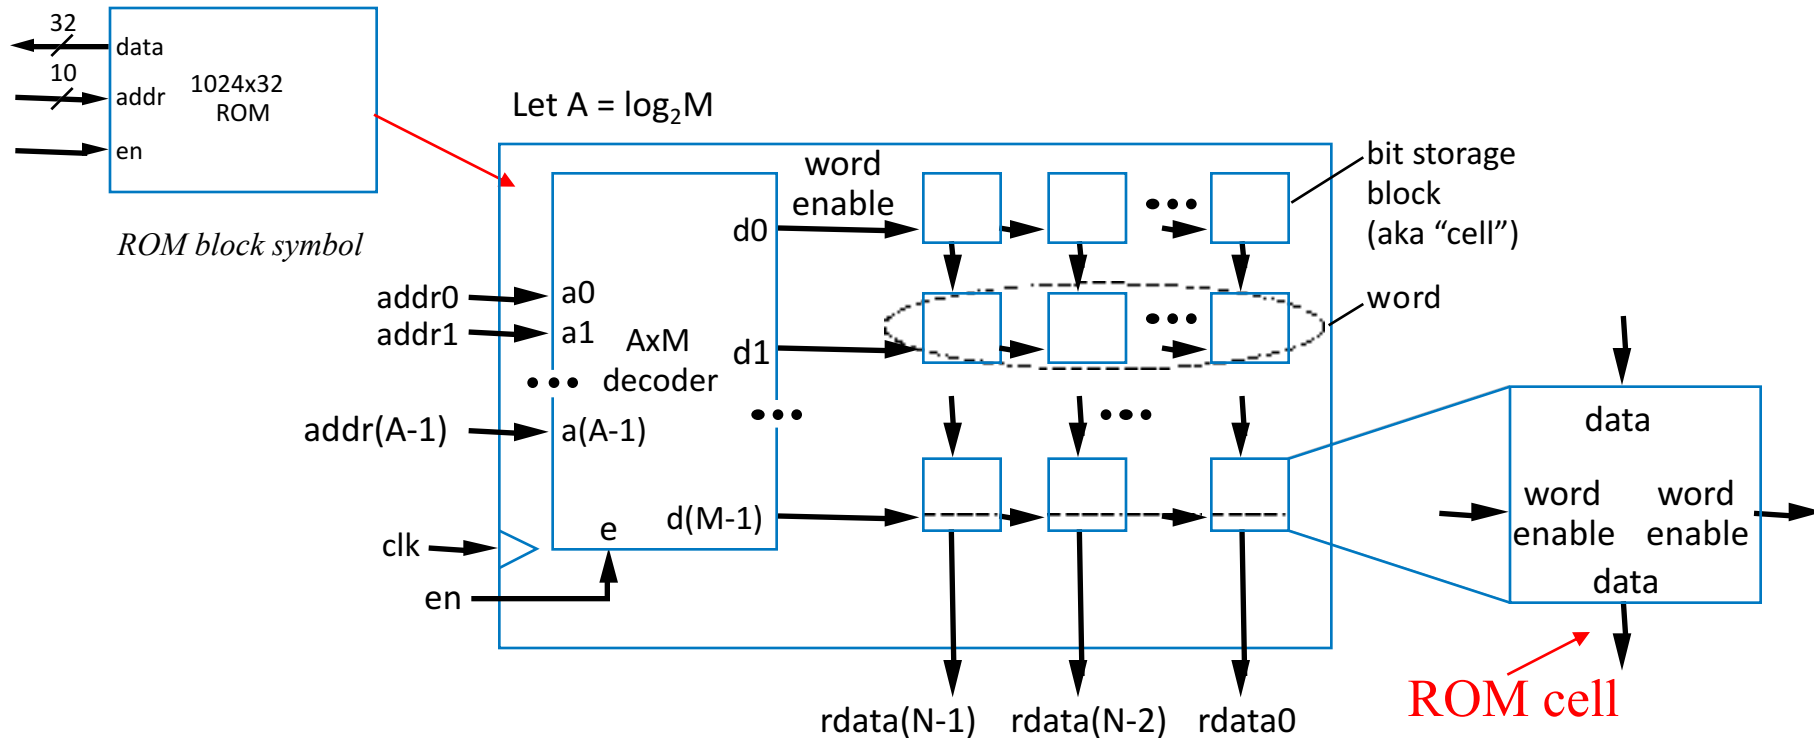 32
data
10
addr
1024x32
ROM
en
ROM block symbol
Let A = log₂M
word
enable
d0
bit storage
block
(aka “cell”)
addr0
a0
addr1
a1
AxM
decoder
d1
word
•••
•••
•••
•••
•••
•••
addr(A-1)
a(A-1)
d(M-1)
clk
e
en
data
word
enable
word
enable
data
ROM cell
rdata(N-1)
rdata(N-2)
rdata0